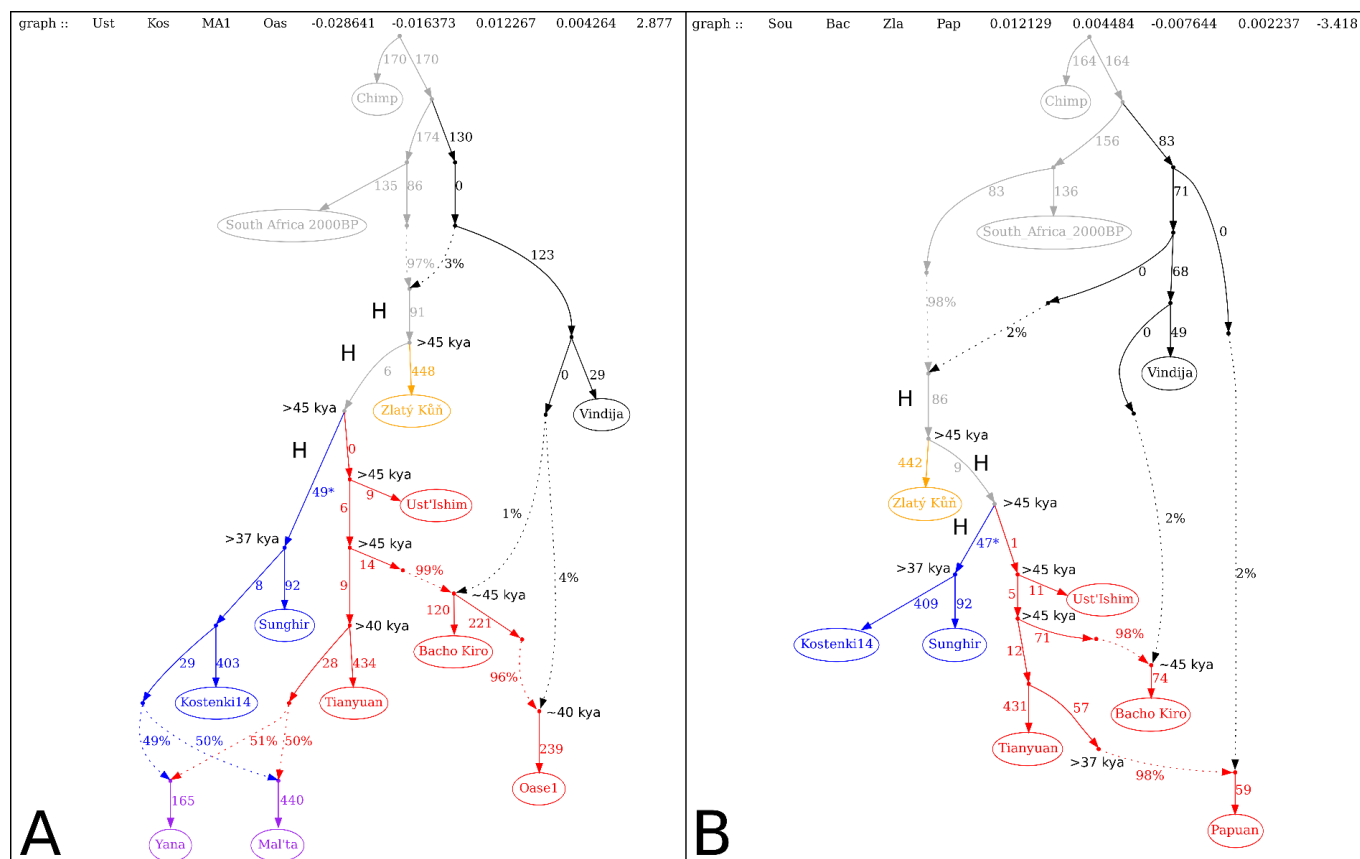 graph :: Ust Kos MA1 Oas -0.028641 -0.016373 0.012267 0.004264 2.877
170 170
Chimp
174 130
135 86 0
South Africa 2000BP
123
97% 3%
H 91
H >45 kya
6 448 0 29
>45 kya Zlatý Kůň Vindija
H 0
>45 kya
49* 9 Ust'Ishim
6 1%
>37 kya >45 kya
14 99%
8 92 9 4%
~45 kya
120 221
Sunghir >40 kya Bacho Kiro
29 403 28 434 96%
Kostenki14 Tianyuan ~40 kya
49% 50% 51% 50%
239
Oase1
165 440
Yana Mal'ta
A
graph :: Sou Bac Zla Pap 0.012129 0.004484 -0.007644 0.002237 -3.418
164 164
Chimp
156 83
83 136 71
South_Africa_2000BP 0
0 68
98%
2% 0 49
Vindija
H 86
>45 kya
442 9 H
Zlatý Kůň >45 kya
H 2%
47* 1
>37 kya >45 kya
409 92 5 11 Ust'Ishim
>45 kya
Kostenki14 Sunghir 71 98%
12 ~45 kya
74
431 57 Bacho Kiro
Tianyuan
>37 kya 98% 2%
59
Papuan
B